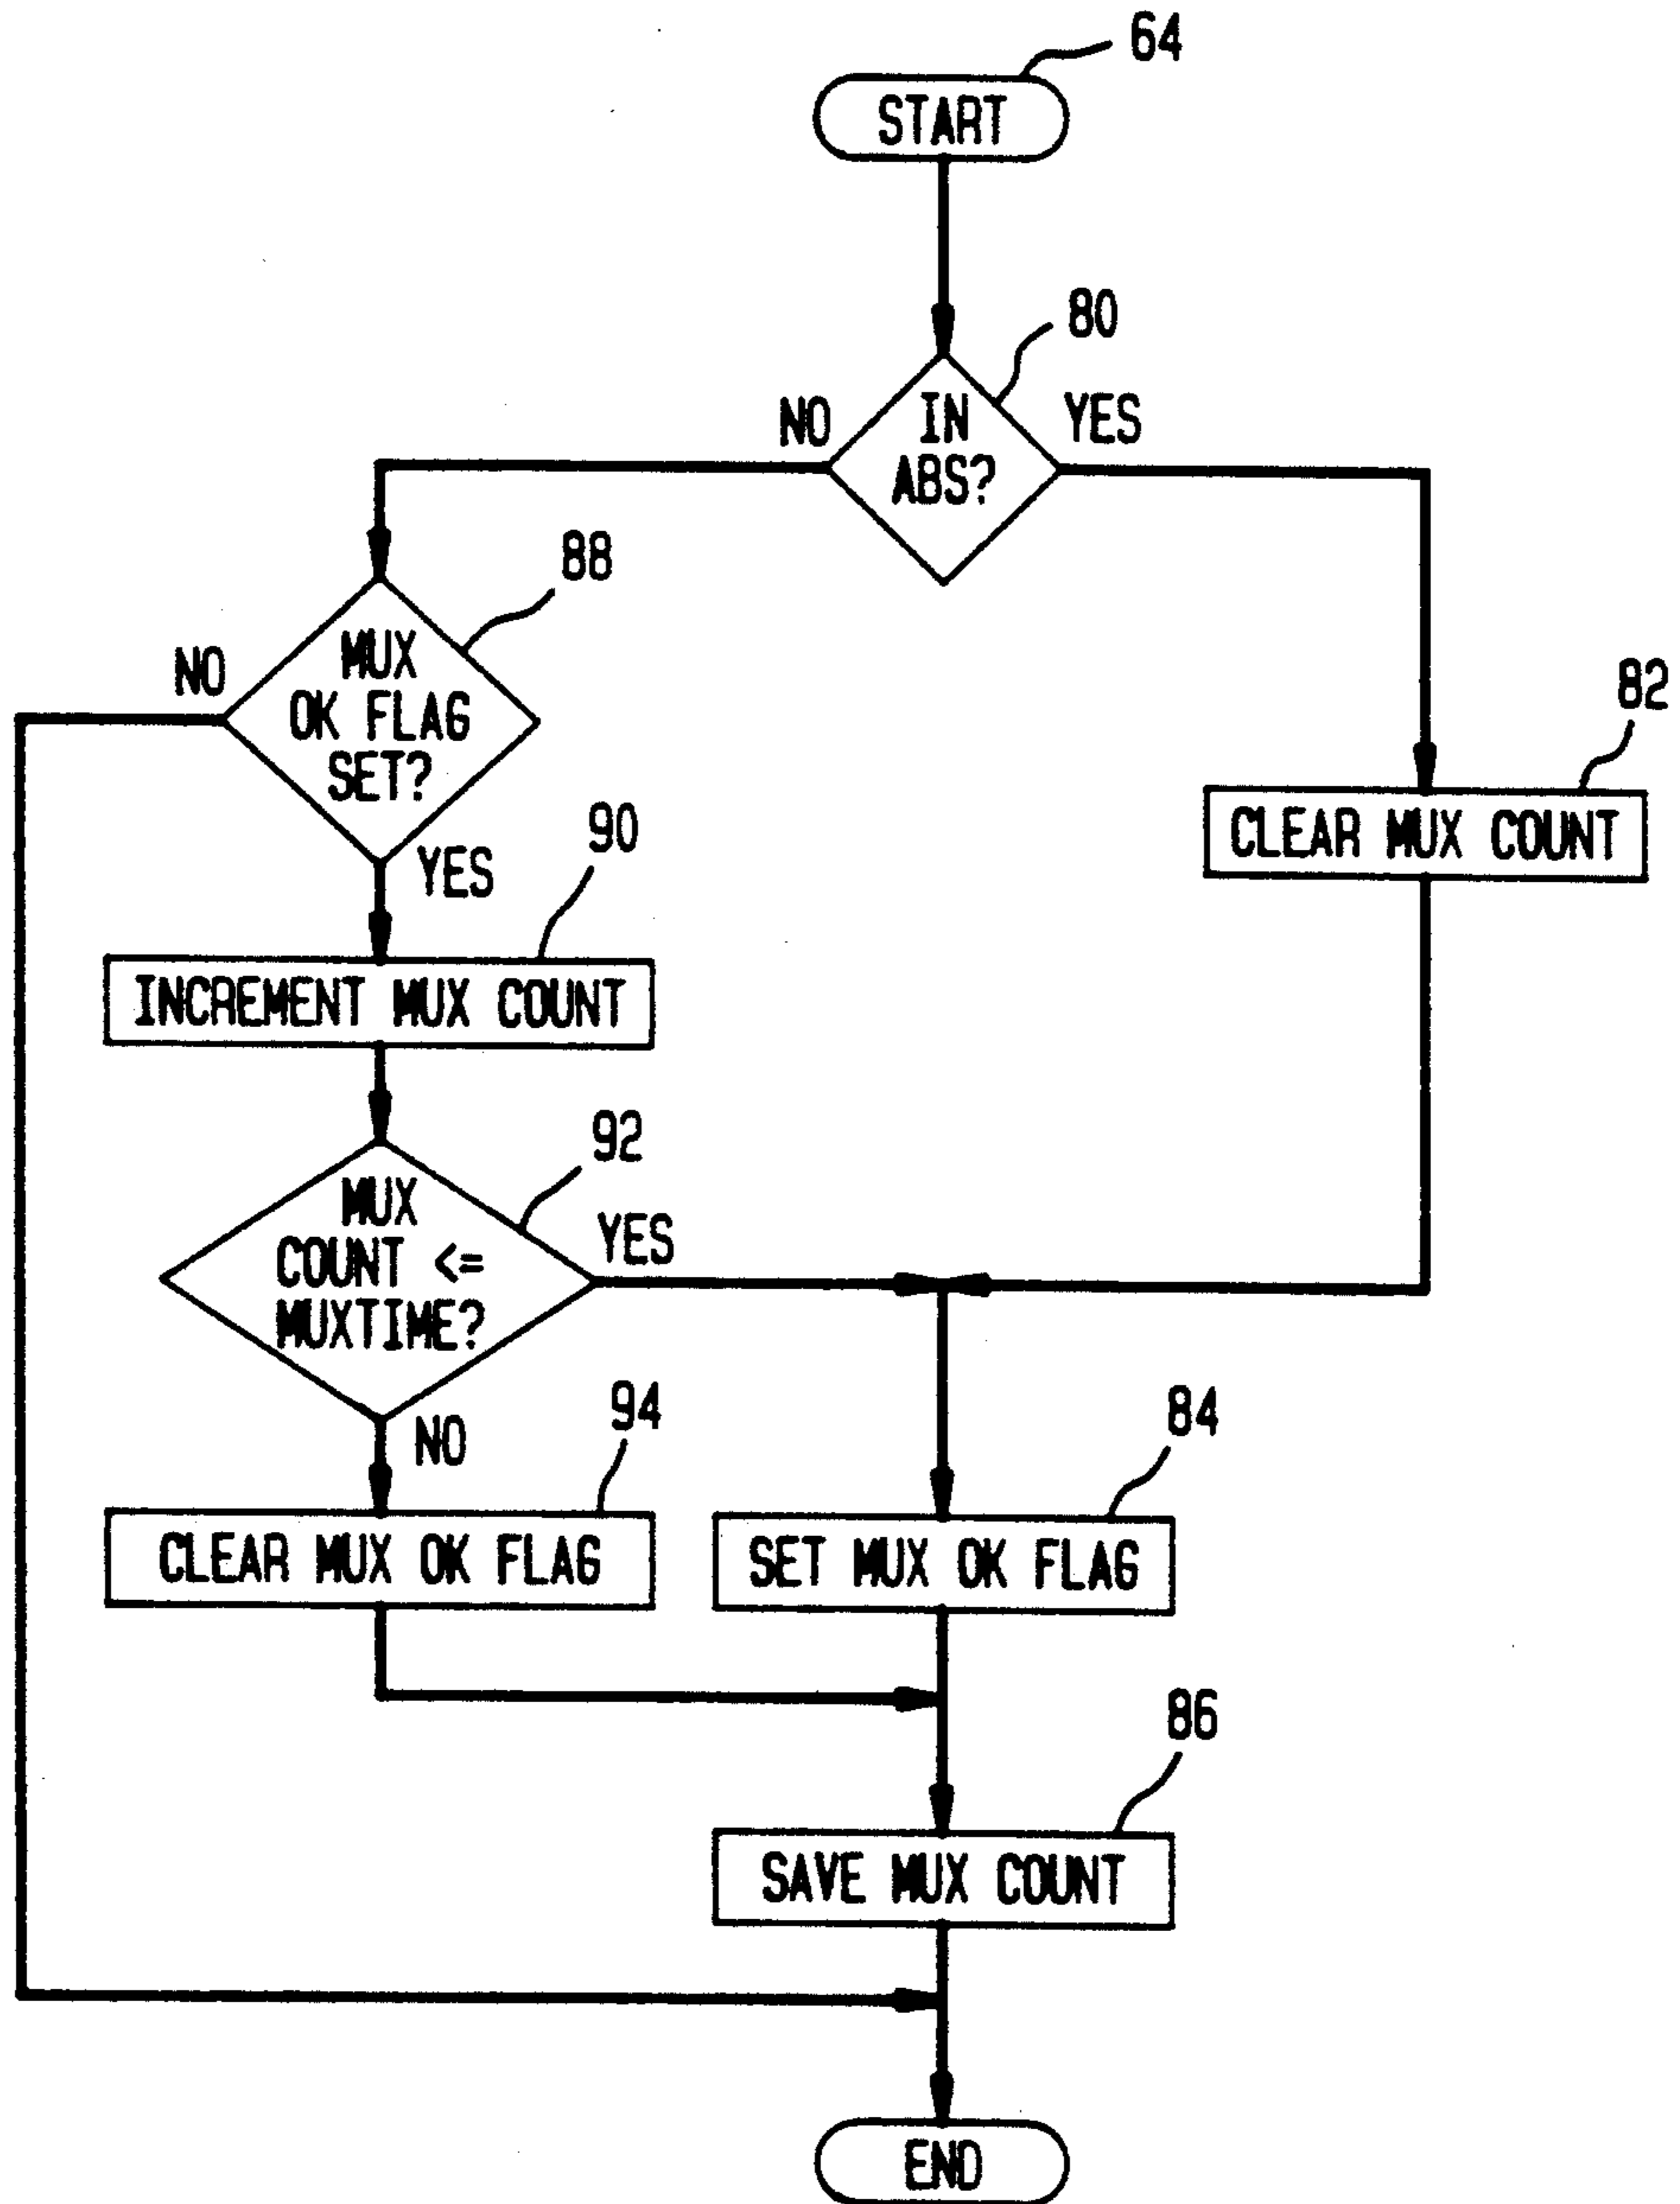 64
START
80
IN
ABS?
NO
YES
88
MUX
OK FLAG
SET?
NO
YES
82
CLEAR MUX COUNT
90
INCREMENT MUX COUNT
92
MUX
COUNT <=
MUXTIME?
YES
NO
94
CLEAR MUX OK FLAG
84
SET MUX OK FLAG
86
SAVE MUX COUNT
END